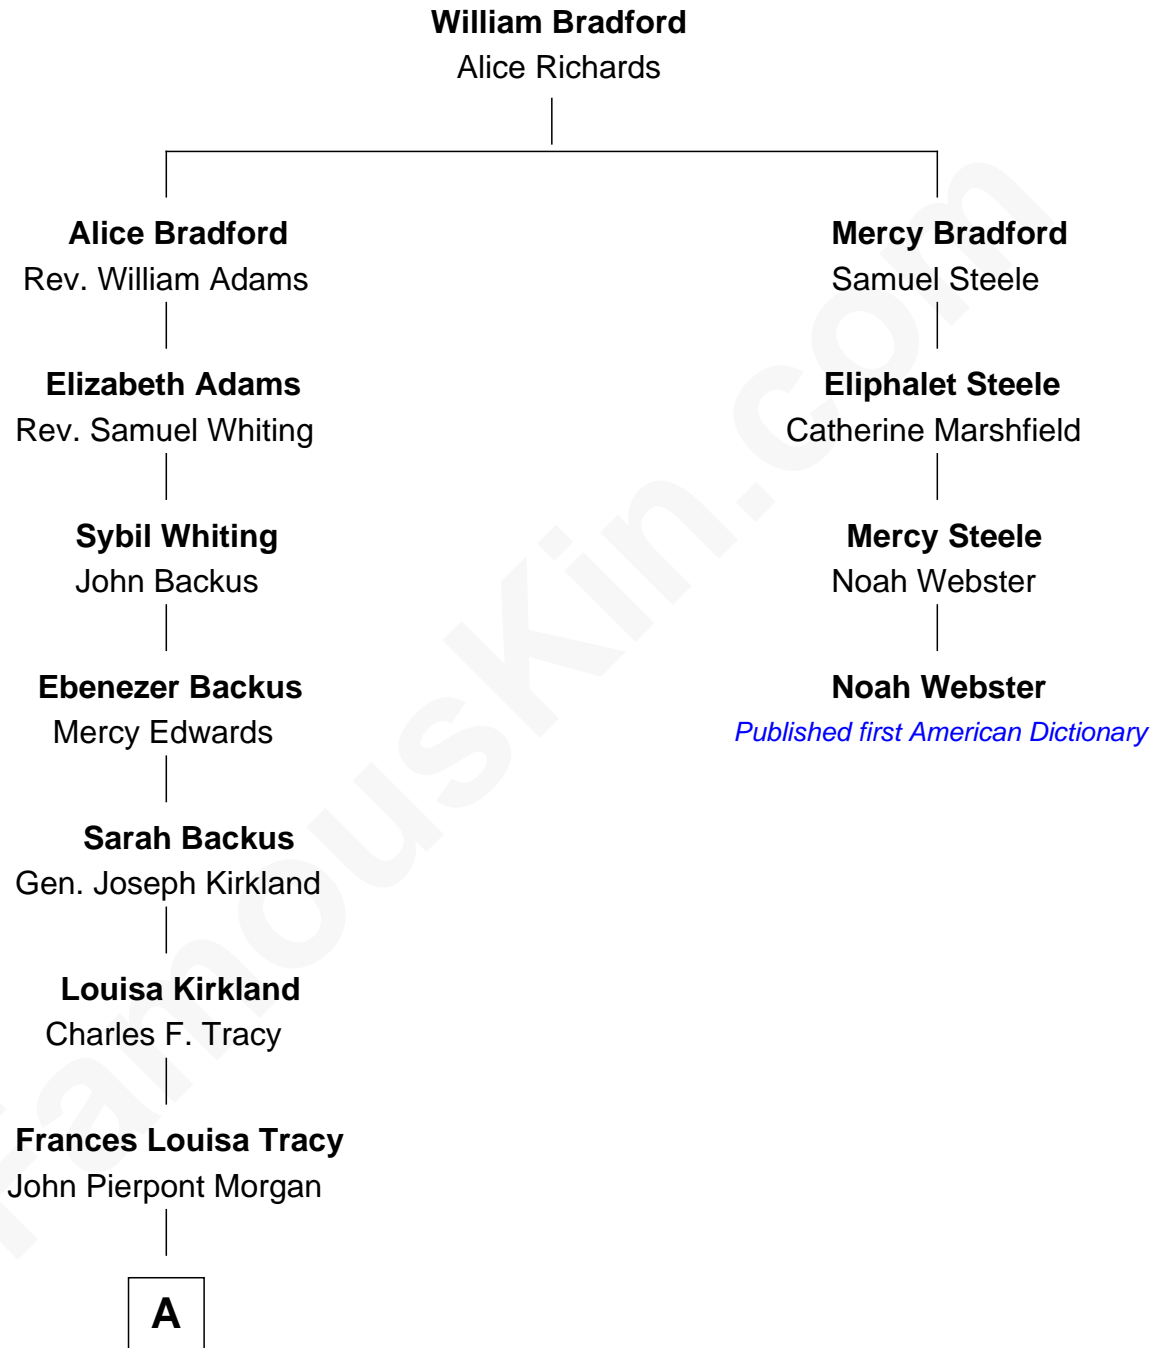 William Bradford
Alice Richards
Alice Bradford
Rev. William Adams
Mercy Bradford
Samuel Steele
Elizabeth Adams
Rev. Samuel Whiting
Eliphalet Steele
Catherine Marshfield
Sybil Whiting
John Backus
Mercy Steele
Noah Webster
Ebenezer Backus
Mercy Edwards
Noah Webster
Published first American Dictionary
Sarah Backus
Gen. Joseph Kirkland
Louisa Kirkland
Charles F. Tracy
Frances Louisa Tracy
John Pierpont Morgan
A
FamousKin.com